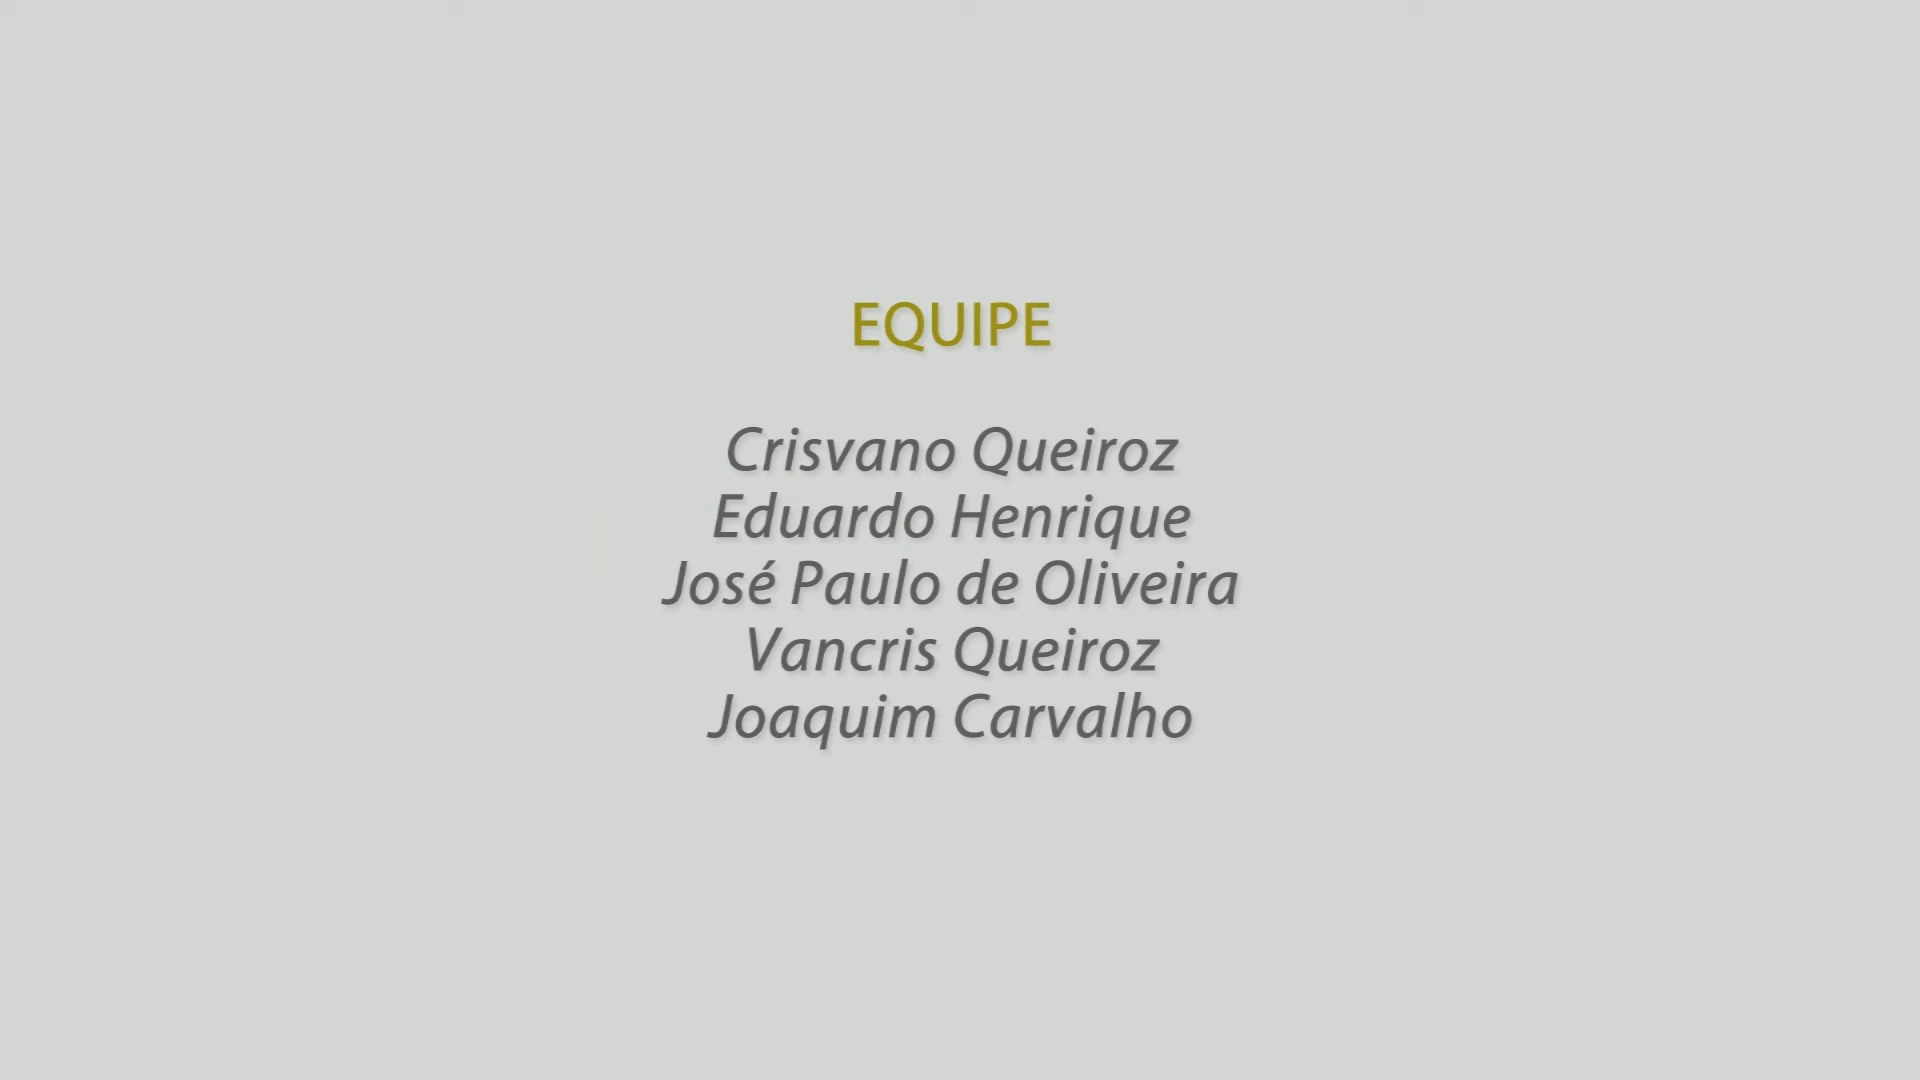 EQUIPE
Crisvano Queiroz
Eduardo Henrique
José Paulo de Oliveira
Vancris Queiroz
Joaquim Carvalho